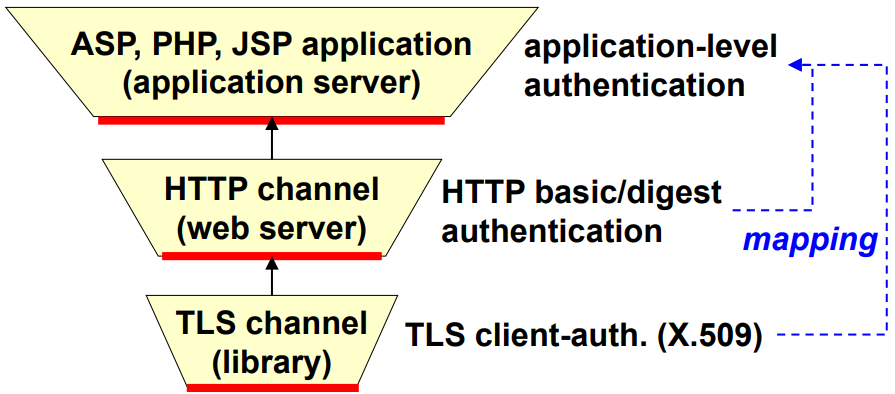 ASP, PHP, JSP application
(application server)
application-level
authentication
HTTP channel
(web server)
HTTP basic/digest
authentication
mapping
TLS channel
(library)
TLS client-auth. (X.509)